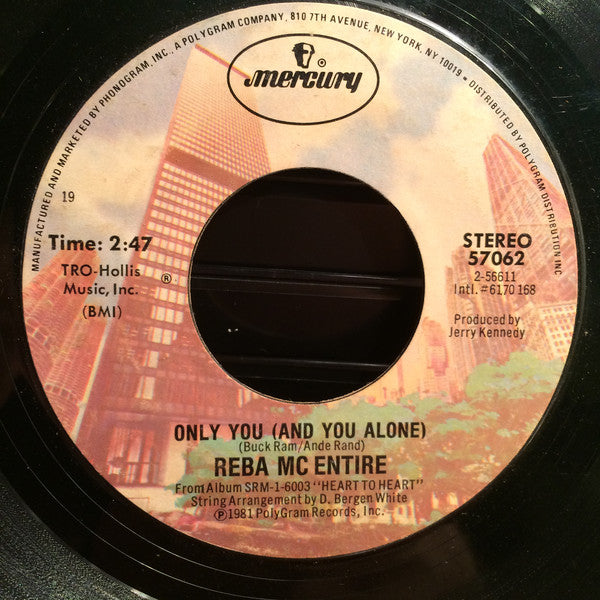 MANUFACTURED AND MARKETED BY PHONOGRAM, INC., A POLYGRAM COMPANY, 810 7TH AVENUE, NEW YORK, NY 10019 • DISTRIBUTED BY POLYGRAM DISTRIBUTION INC
mercury
19
Time: 2:47
TRO-Hollis
Music, Inc.
(BMI)
®
STEREO
57062
2-56611
Intl. #6170 168
Produced by
Jerry Kennedy
ONLY YOU (AND YOU ALONE)
(Buck Ram/Ande Rand)
REBA MC ENTIRE
From Album SRM-1-6003 "HEART TO HEART"
String Arrangement by D. Bergen White
℗1981 PolyGram Records, Inc.